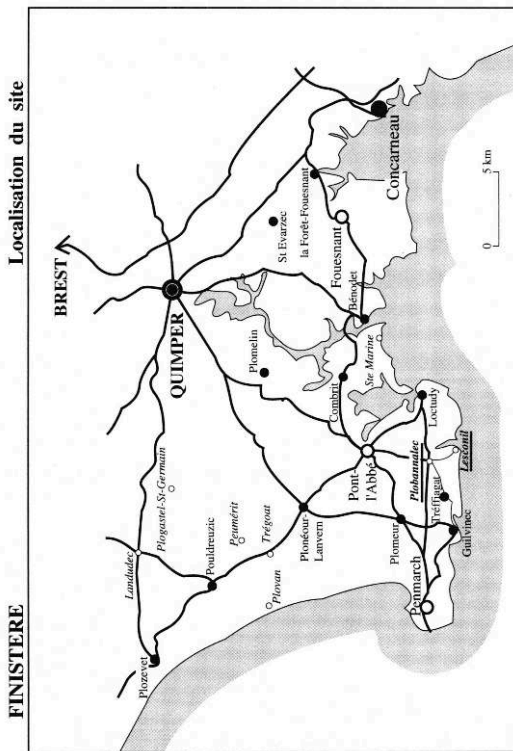 FINISTERE
Localisation du site
BREST
QUIMPER
Landudec
Plogastel-St-Germain
Plozevet
Pouldreuzic
Peumérit
Trégoat
Plovan
Plonéour-
Lanvern
Plomelin
St Evarzec
la Forêt-Fouesnant
Concarneau
Fouesnant
Bénodet
Combrit
Ste Marine
Pont-
l'Abbé
Loctudy
Plomeur
Plobannalec
Lesconil
Tréffiagat
Guilvinec
Penmarch
0
5 km